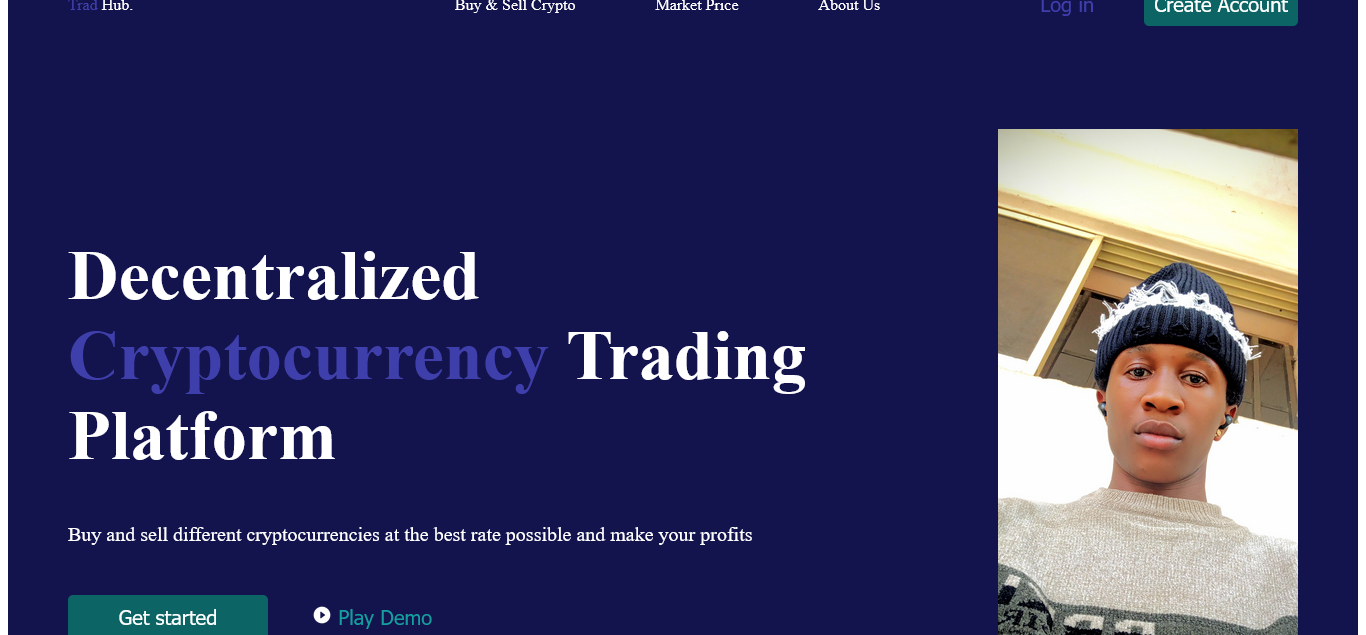 Trad Hub.
Buy & Sell Crypto
Market Price
About Us
Log in
Create Account
Decentralized
Cryptocurrency Trading
Platform
Buy and sell different cryptocurrencies at the best rate possible and make your profits
Get started
Play Demo